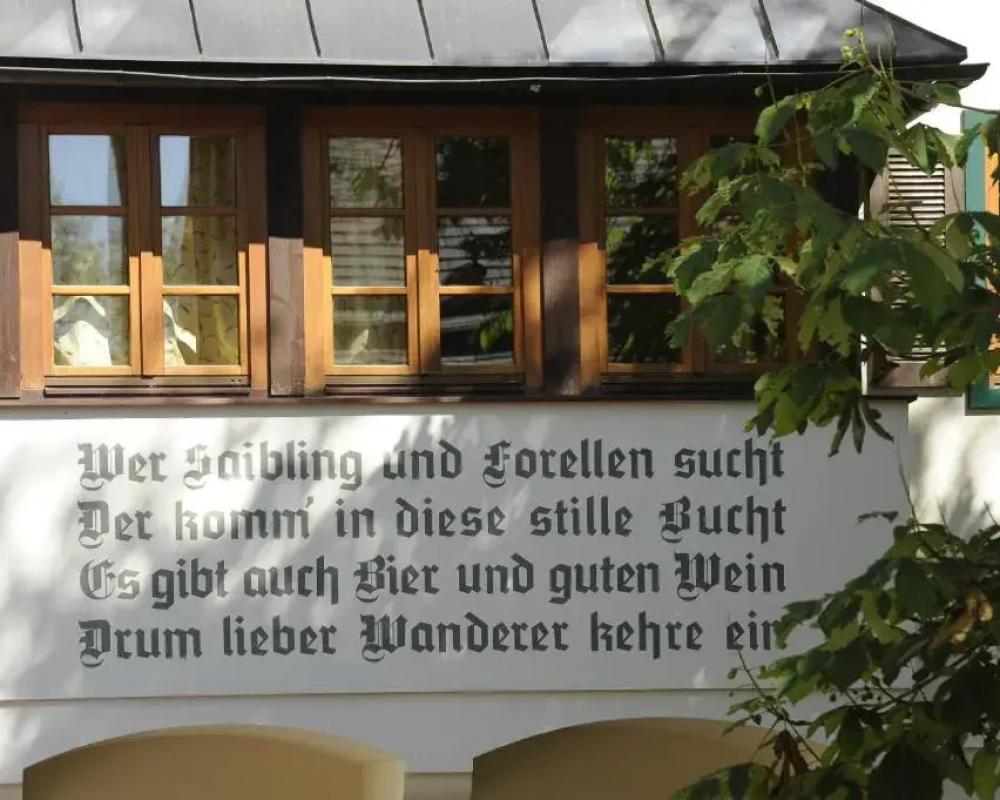 Wer Saibling und Forellen sucht
Der komm' in diese stille Bucht
Es gibt auch Bier und guten Wein
Drum lieber Wanderer kehre ein